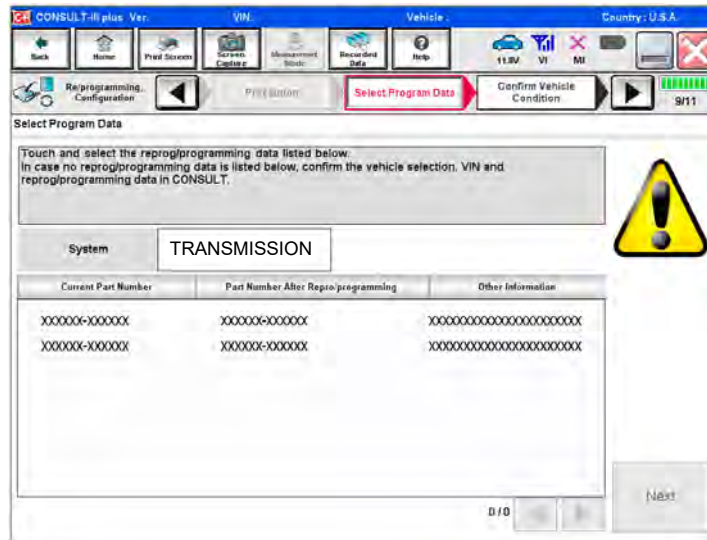 C+ CONSULT-III plus Ver. VIN. Vehicle : Country : U.S.A.
Back Home Print Screen Screen Capture Measurement Mode Recorded Data Help 11.8V VI MI
Re/programming, Configuration Precaution Select Program Data Confirm Vehicle Condition 9/11
Select Program Data
Touch and select the reprog/programming data listed below.
In case no reprog/programming data is listed below, confirm the vehicle selection, VIN and
reprog/programming data in CONSULT.
System TRANSMISSION
Current Part Number Part Number After Repro/programming Other Information
XXXXXX-XXXXXX XXXXXX-XXXXXX XXXXXXXXXXXXXXXXXXXXXXX
XXXXXX-XXXXXX XXXXXX-XXXXXX XXXXXXXXXXXXXXXXXXXXXXX
0/0
Next